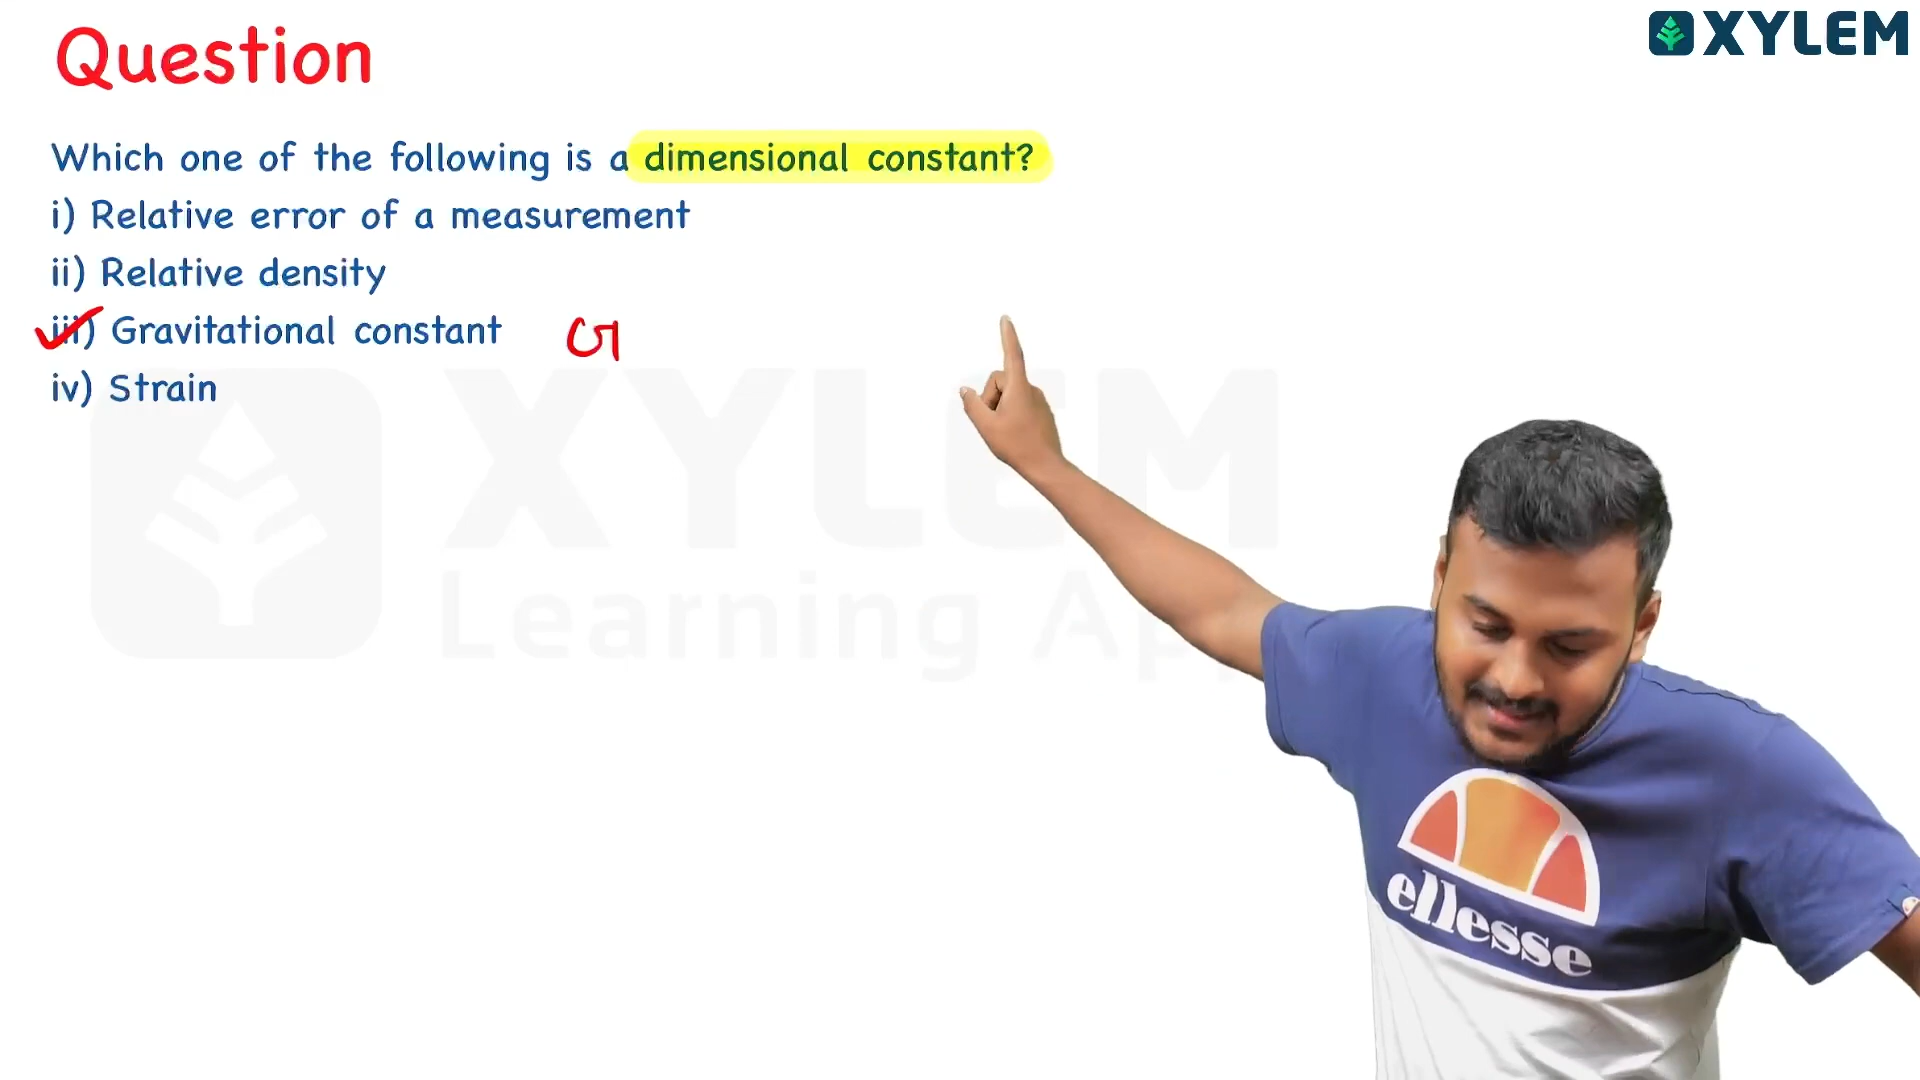 Question
XYLEM
Which one of the following is a dimensional constant?
i) Relative error of a measurement
ii) Relative density
iii) Gravitational constant G
iv) Strain
XYLEM
Learning Ap
ellesse